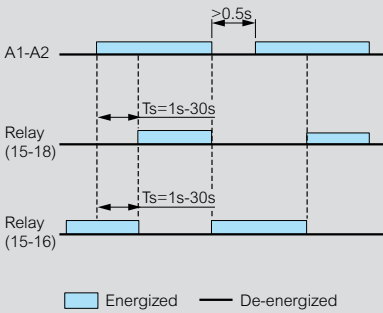 >0.5s
A1-A2
Ts=1s-30s
Relay
(15-18)
Ts=1s-30s
Relay
(15-16)
Energized
De-energized